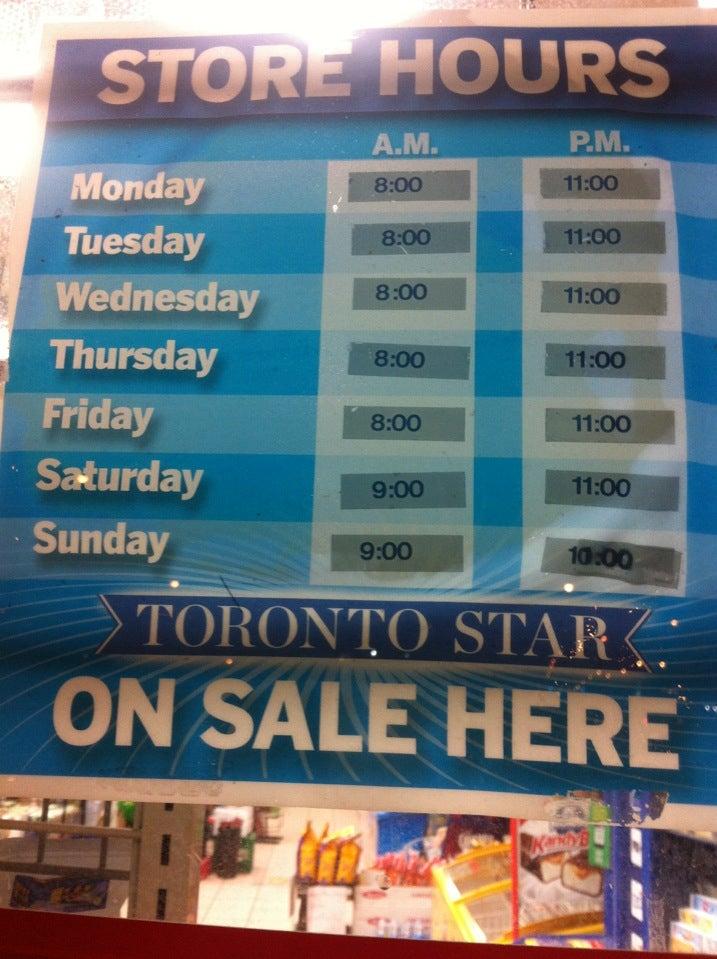 STORE HOURS
A.M. P.M.
Monday 8:00 11:00
Tuesday 8:00 11:00
Wednesday 8:00 11:00
Thursday 8:00 11:00
Friday 8:00 11:00
Saturday 9:00 11:00
Sunday 9:00 10:00
TORONTO STAR
ON SALE HERE